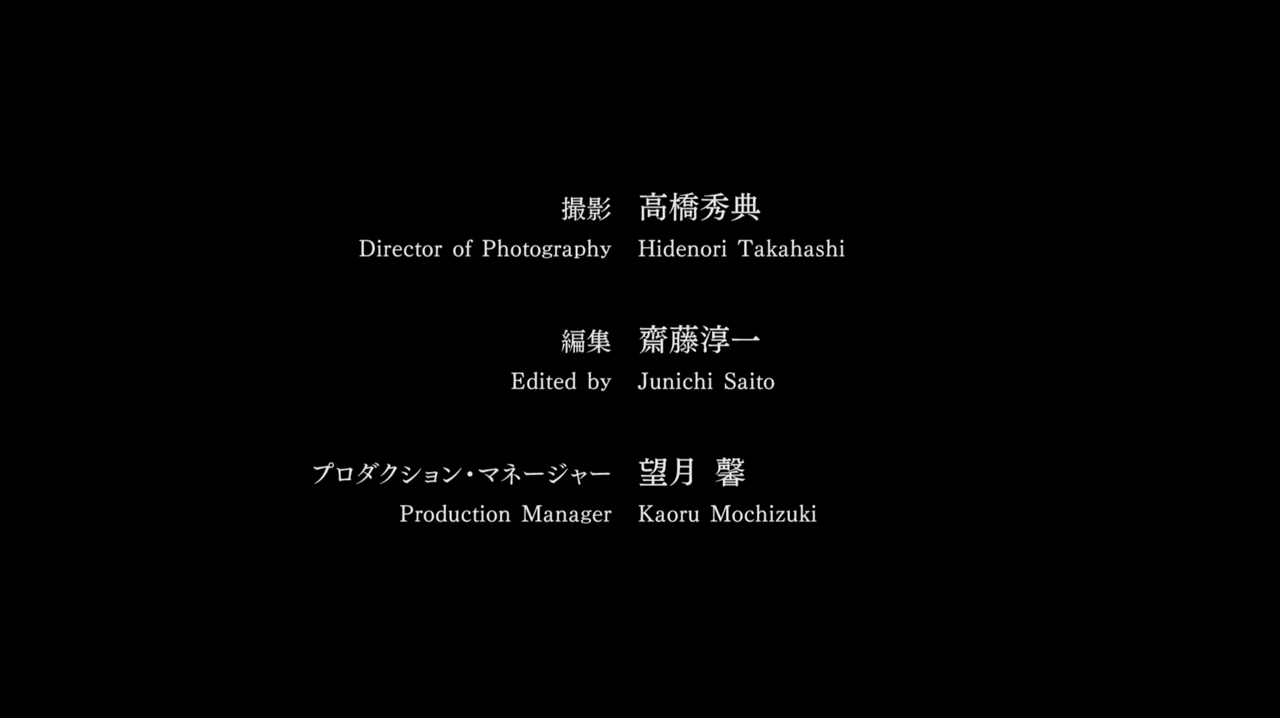 撮影 高橋秀典
Director of Photography Hidenori Takahashi
編集 齋藤淳一
Edited by Junichi Saito
プロダクション・マネージャー 望月 馨
Production Manager Kaoru Mochizuki